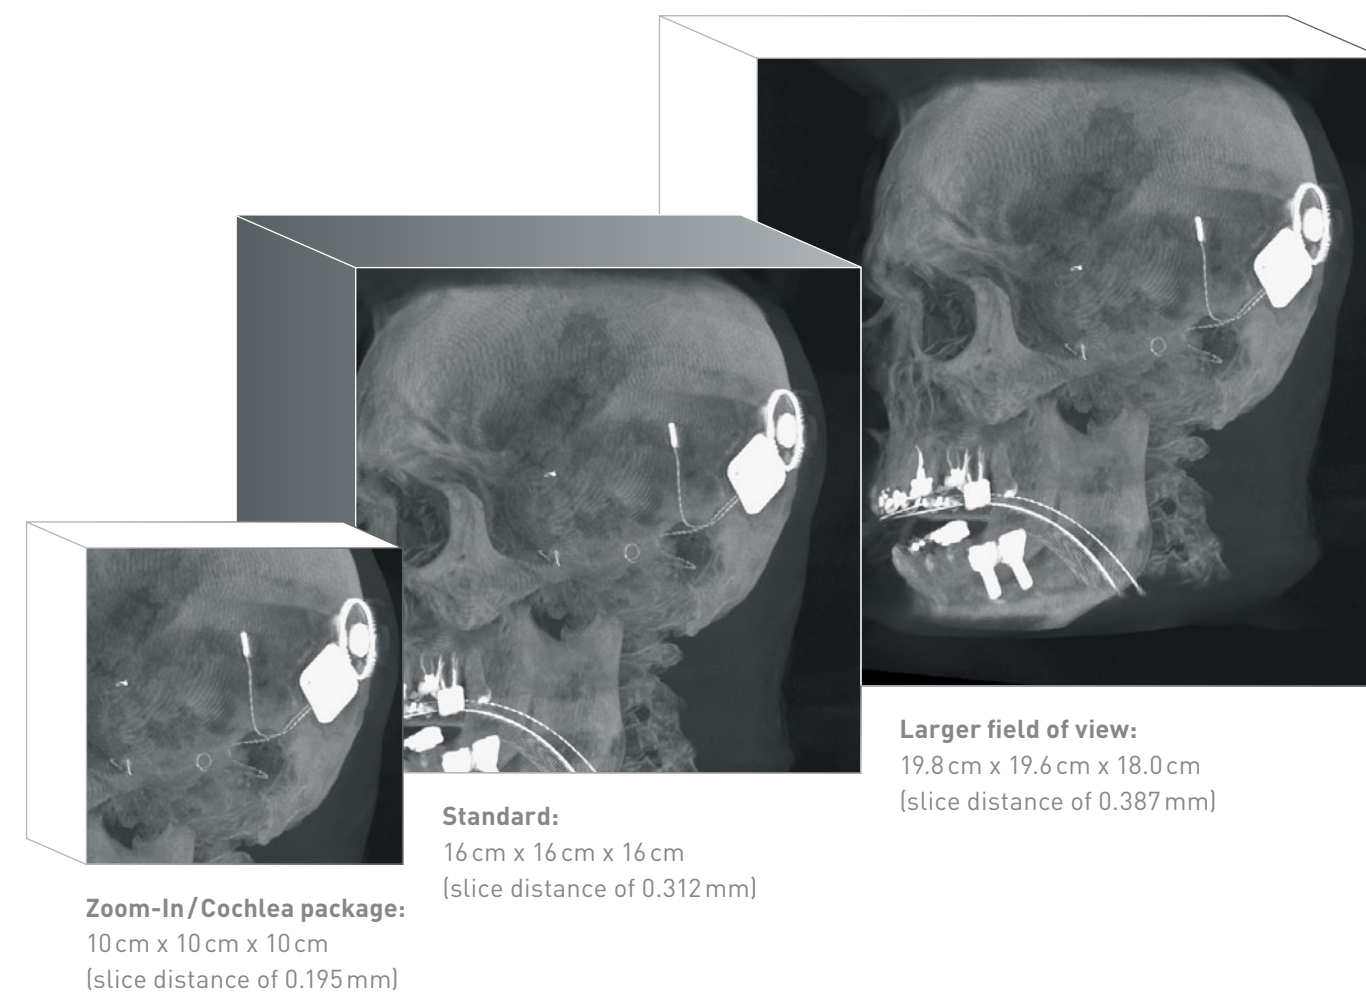 Larger field of view:
19.8 cm x 19.6 cm x 18.0 cm
(slice distance of 0.387 mm)
Standard:
16 cm x 16 cm x 16 cm
(slice distance of 0.312 mm)
Zoom-In / Cochlea package:
10 cm x 10 cm x 10 cm
(slice distance of 0.195 mm)